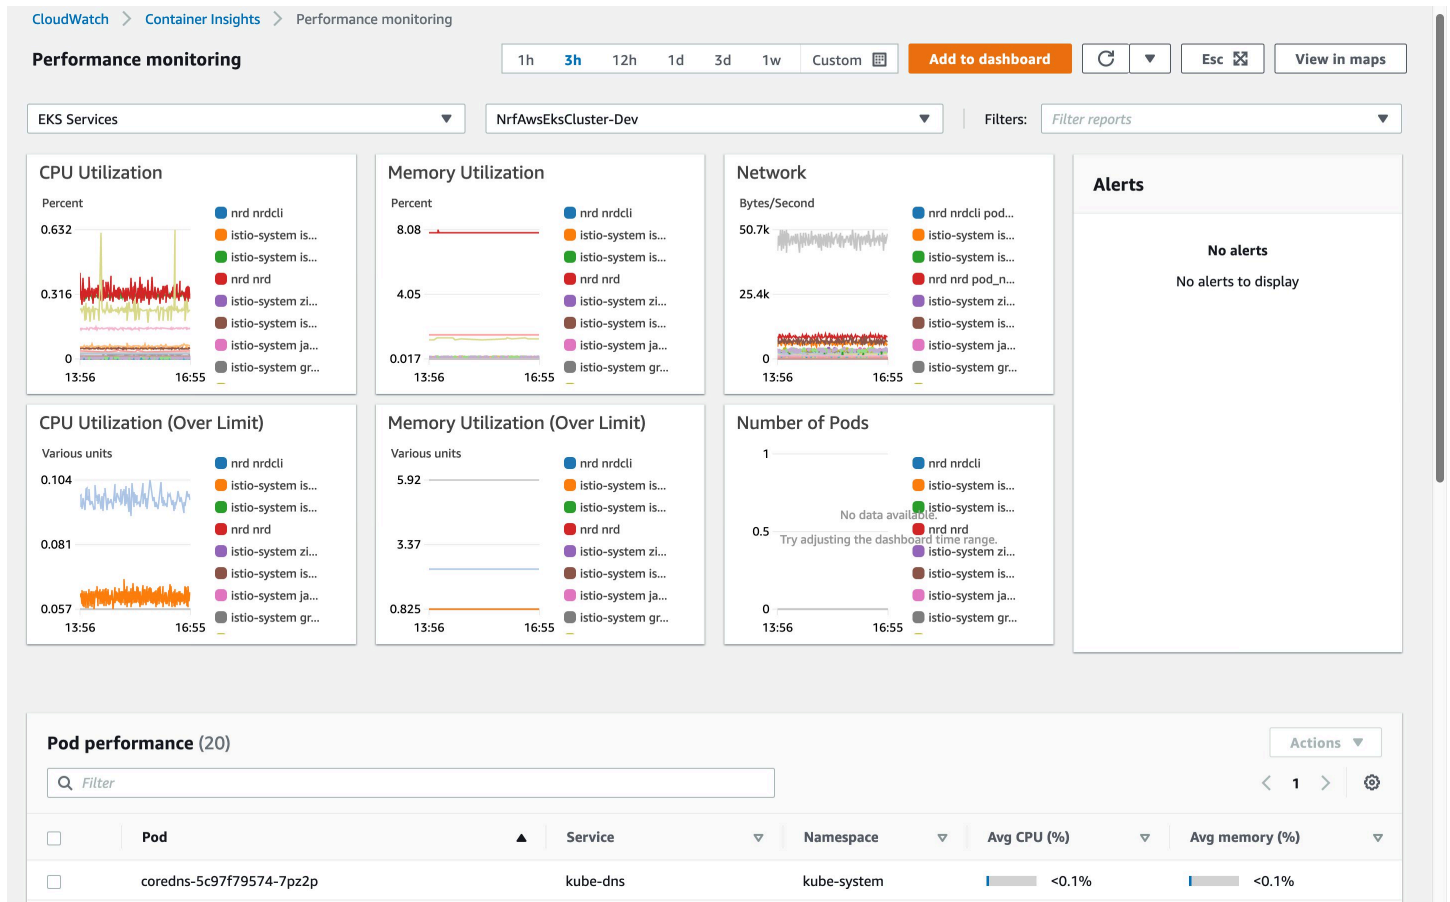 CloudWatch > Container Insights > Performance monitoring
Performance monitoring
1h 3h 12h 1d 3d 1w Custom
Add to dashboard
Esc
View in maps
EKS Services
NrfAwsEksCluster-Dev
Filters:
Filter reports
CPU Utilization
Percent
0.632
0.316
0
13:56
16:55
nrd nrdcli
istio-system is...
istio-system is...
nrd nrd
istio-system zi...
istio-system is...
istio-system ja...
istio-system gr...
Memory Utilization
Percent
8.08
4.05
0.017
13:56
16:55
nrd nrdcli
istio-system is...
istio-system is...
nrd nrd
istio-system zi...
istio-system is...
istio-system ja...
istio-system gr...
Network
Bytes/Second
50.7k
25.4k
0
13:56
16:55
nrd nrdcli pod...
istio-system is...
istio-system is...
nrd nrd pod_n...
istio-system zi...
istio-system is...
istio-system ja...
istio-system gr...
Alerts
No alerts
No alerts to display
CPU Utilization (Over Limit)
Various units
0.104
0.081
0.057
13:56
16:55
nrd nrdcli
istio-system is...
istio-system is...
nrd nrd
istio-system zi...
istio-system is...
istio-system ja...
istio-system gr...
Memory Utilization (Over Limit)
Various units
5.92
3.37
0.825
13:56
16:55
nrd nrdcli
istio-system is...
istio-system is...
nrd nrd
istio-system zi...
istio-system is...
istio-system ja...
istio-system gr...
Number of Pods
1
0.5
0
13:56
16:55
No data available.
Try adjusting the dashboard time range.
nrd nrdcli
istio-system is...
istio-system is...
nrd nrd
istio-system zi...
istio-system is...
istio-system ja...
istio-system gr...
Pod performance (20)
Actions
Filter
1
Pod
Service
Namespace
Avg CPU (%)
Avg memory (%)
coredns-5c97f79574-7pz2p
kube-dns
kube-system
<0.1%
<0.1%